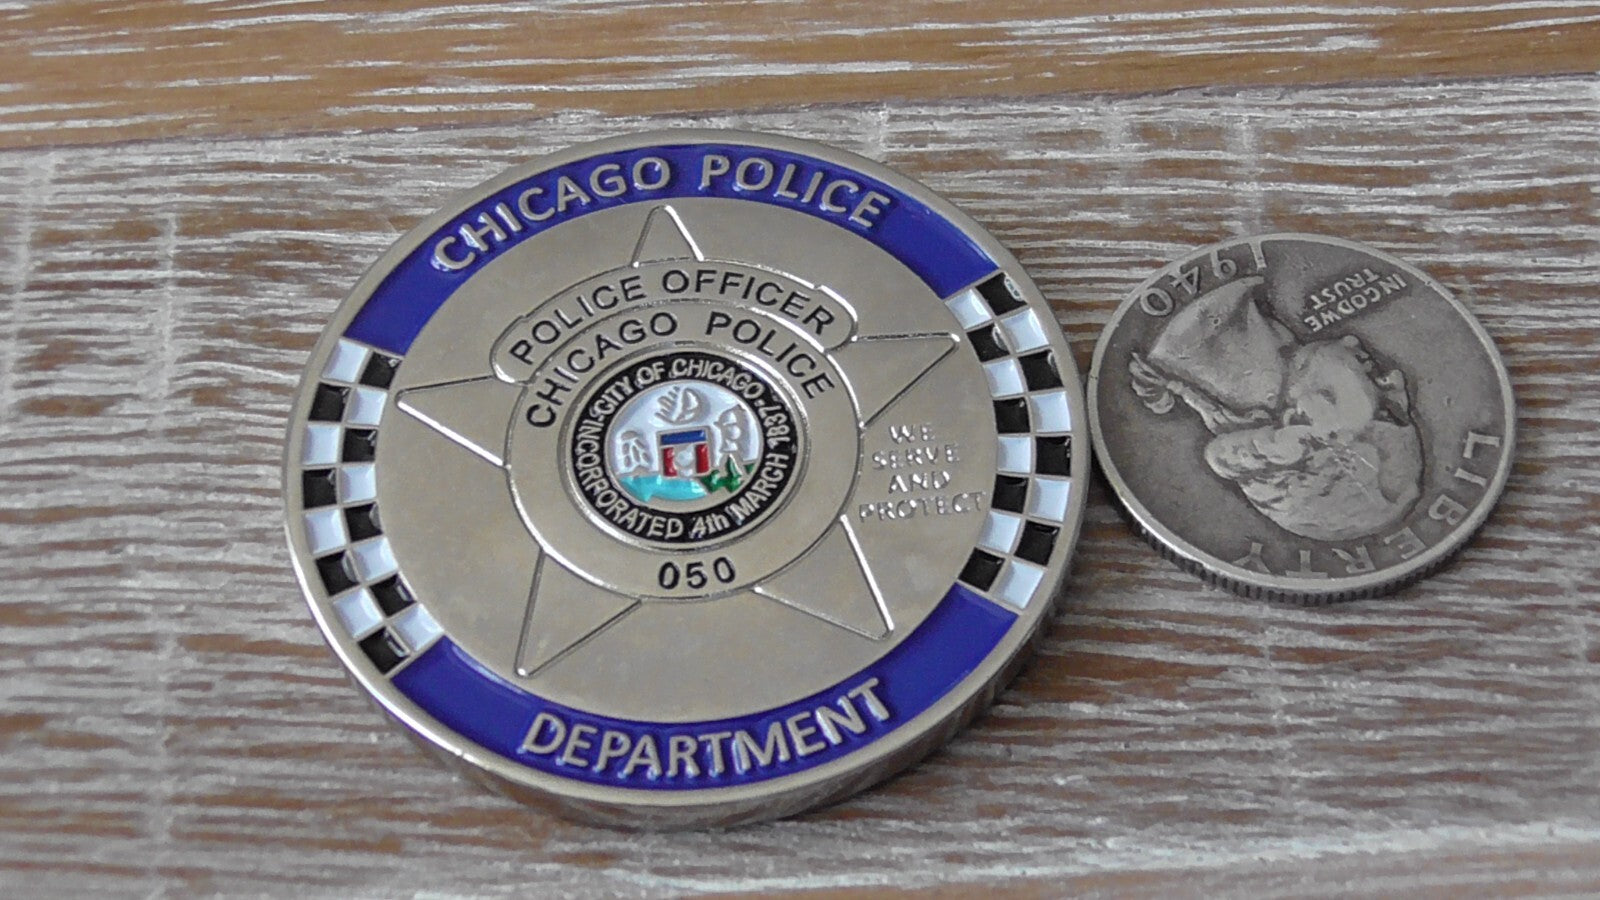 CHICAGO POLICE
POLICE OFFICER
CHICAGO POLICE
CITY OF CHICAGO
INCORPORATED 4th MARCH 1837
050
WE
SERVE
AND
PROTECT
DEPARTMENT
LIBERTY
IN GOD WE
TRUST
1940